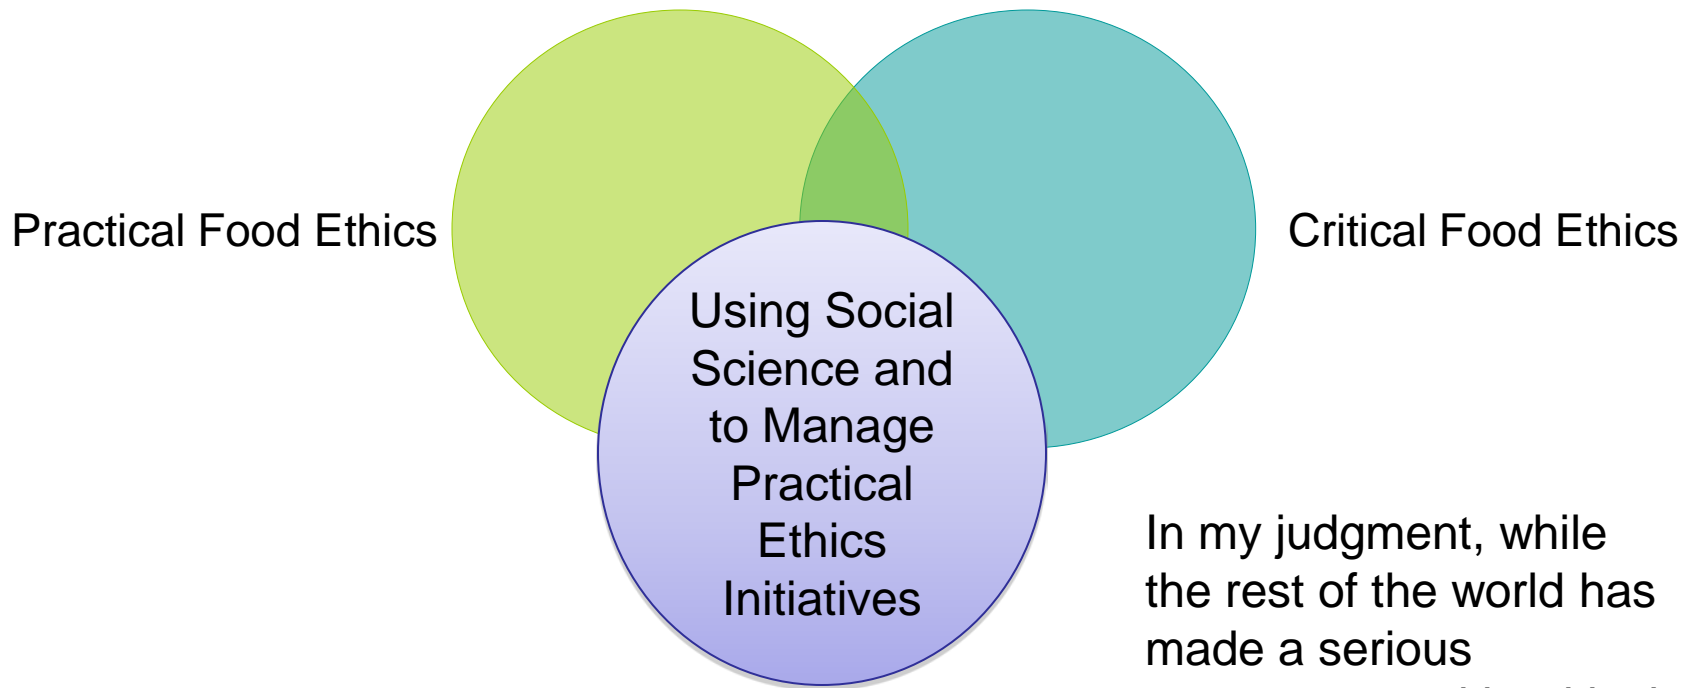 Practical Food Ethics
Critical Food Ethics
Using Social
Science and
to Manage
Practical
Ethics
Initiatives
In my judgment, while
the rest of the world has
made a serious